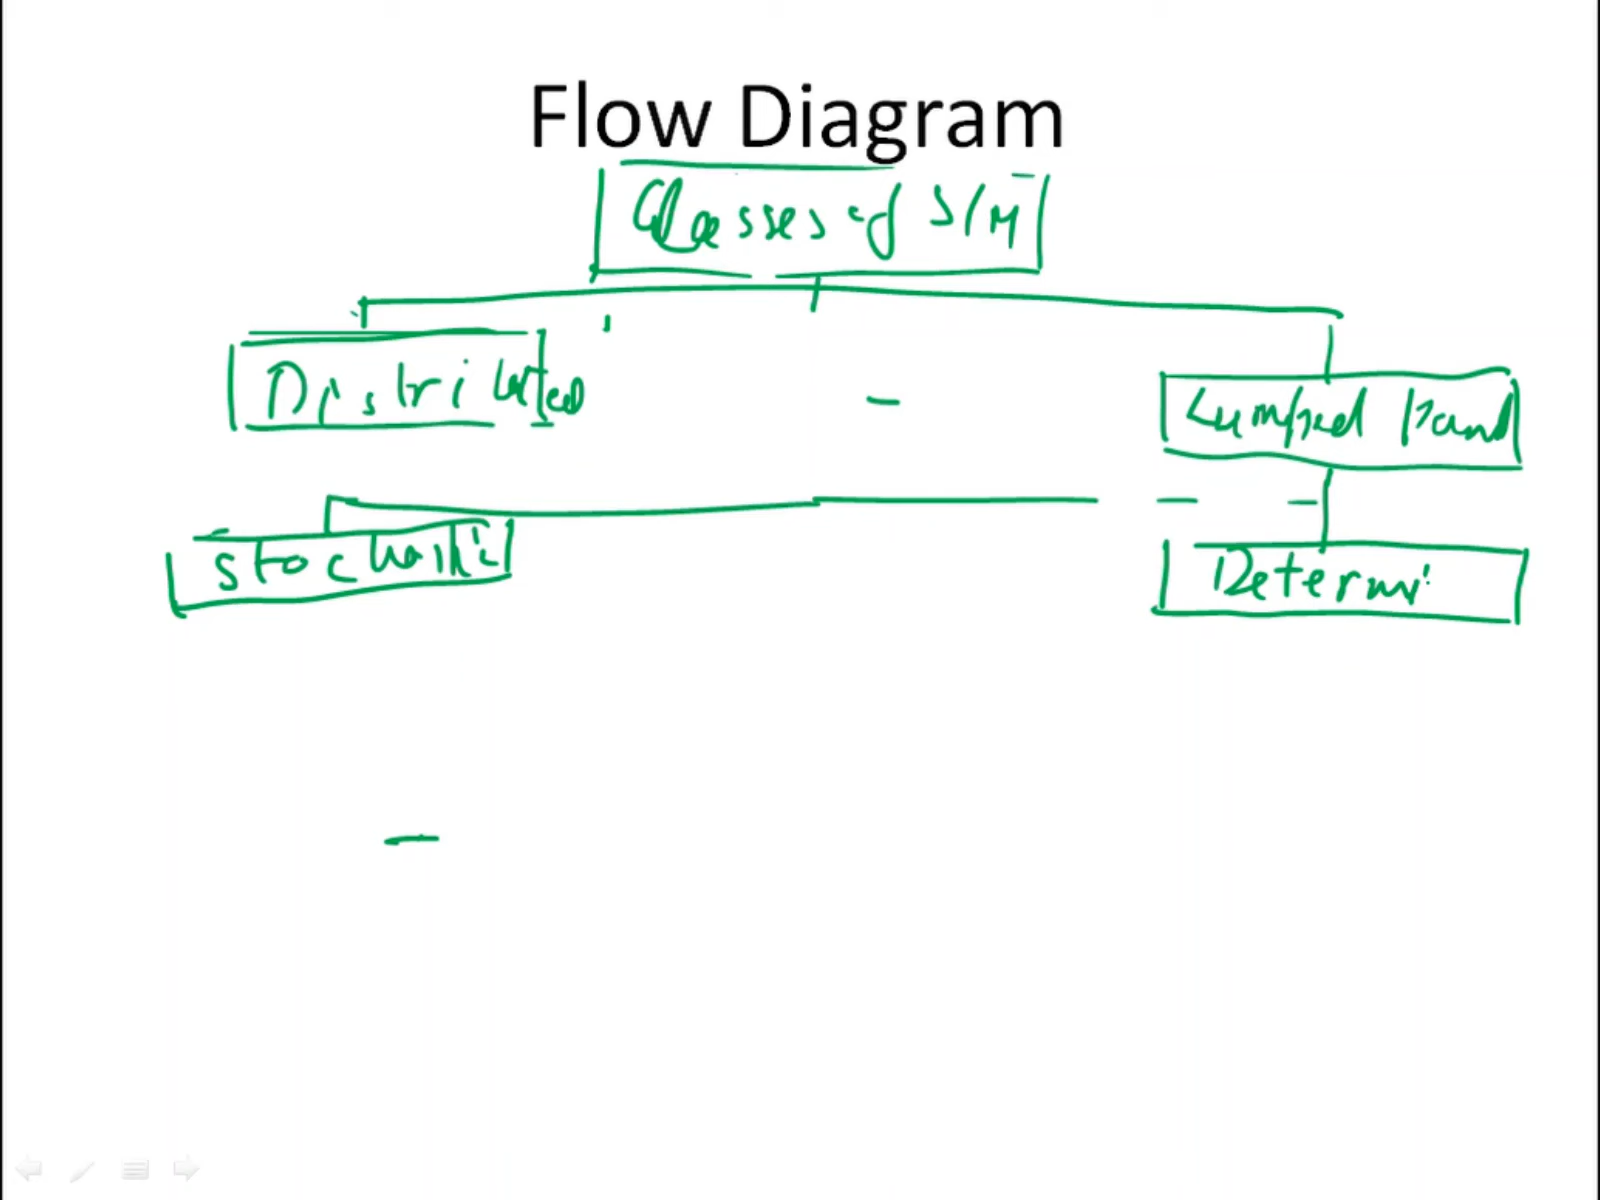 Flow Diagram
Classes of S/M
Distributed
Lumped Param
Stochastic
Determi